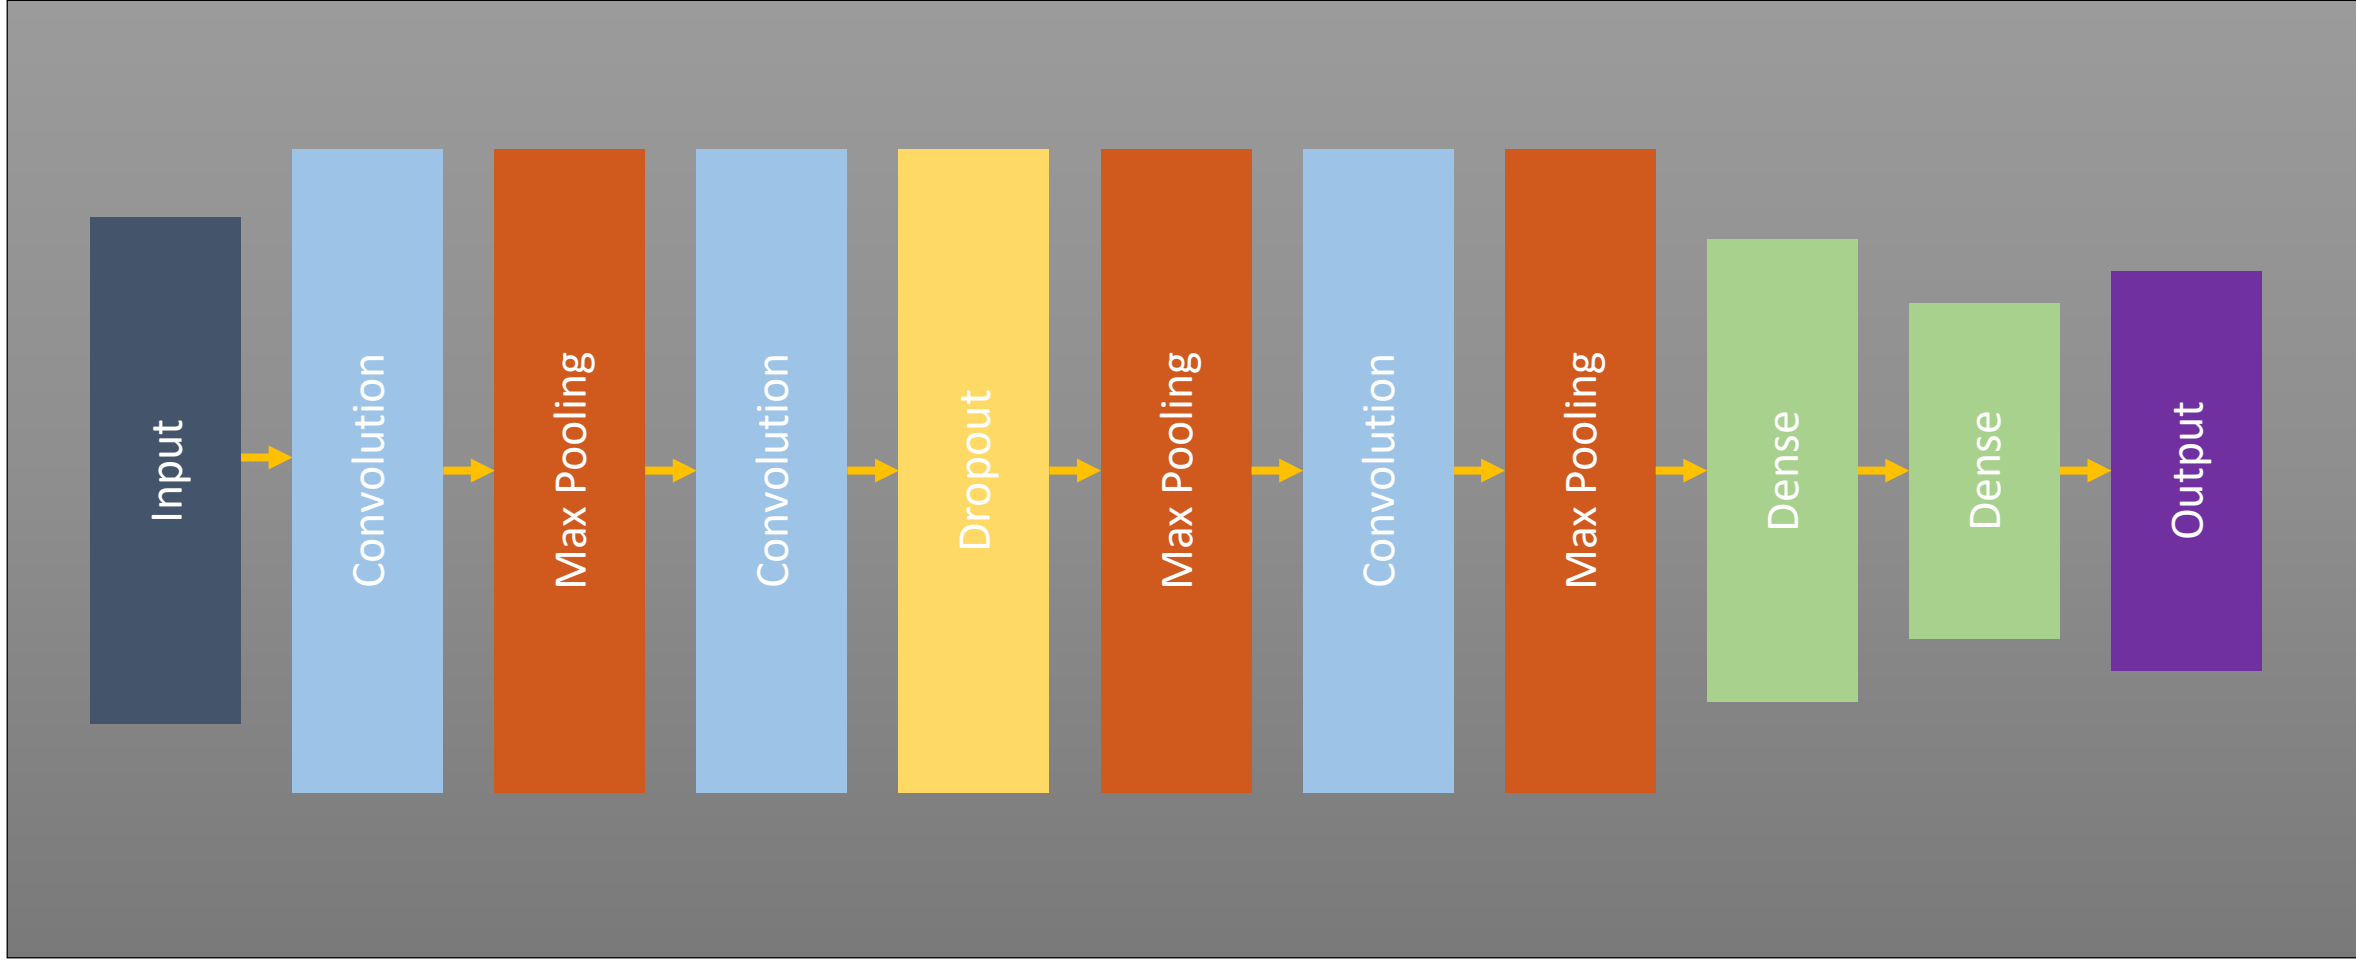 Input
Convolution
Max Pooling
Convolution
Dropout
Max Pooling
Convolution
Max Pooling
Dense
Dense
Output